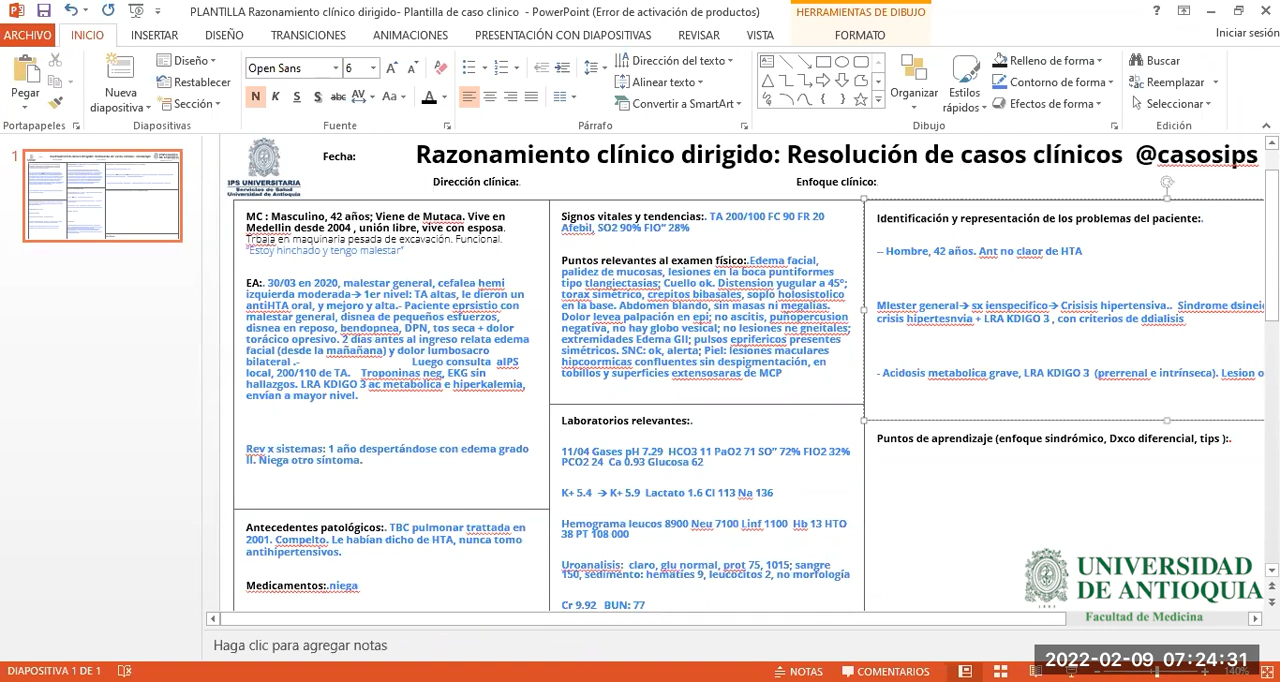 PLANTILLA Razonamiento clínico dirigido- Plantilla de caso clinico - PowerPoint (Error de activación de productos)
HERRAMIENTAS DE DIBUJO
ARCHIVO INICIO INSERTAR DISEÑO TRANSICIONES ANIMACIONES PRESENTACIÓN CON DIAPOSITIVAS REVISAR VISTA FORMATO
Iniciar sesión
Pegar
Nueva diapositiva
Diseño
Restablecer
Sección
Open Sans 6
N K S S abc AV Aa A
Dirección del texto
Alinear texto
Convertir a SmartArt
Organizar
Estilos rápidos
Relleno de forma
Contorno de forma
Efectos de forma
Buscar
Reemplazar
Seleccionar
Portapapeles Diapositivas Fuente Párrafo Dibujo Edición
1
IPS UNIVERSITARIA
Servicios de Salud
Universidad de Antioquia
Fecha:
Razonamiento clínico dirigido: Resolución de casos clínicos @casosips
Dirección clínica:.
Enfoque clínico:.
MC : Masculino, 42 años; Viene de Mutaca. Vive en
Medellin desde 2004 , unión libre, vive con esposa.
Trbaja en maquinaria pesada de excavación. Funcional.
"Estoy hinchado y tengo malestar"
EA:. 30/03 en 2020, malestar general, cefalea hemi
izquierda moderada→ 1er nivel: TA altas, le dieron un
antiHTA oral, y mejoro y alta.- Paciente eprsistio con
malestar general, disnea de pequeños esfuerzos,
disnea en reposo, bendopnea, DPN, tos seca + dolor
torácico opresivo. 2 días antes al ingreso relata edema
facial (desde la mañañana) y dolor lumbosacro
bilateral .- Luego consulta aIPS
local, 200/110 de TA. Troponinas neg, EKG sin
hallazgos. LRA KDIGO 3 ac metabolica e hiperkalemia,
envían a mayor nivel.
Rev x sistemas: 1 año despertándose con edema grado
II. Niega otro síntoma.
Antecedentes patológicos:. TBC pulmonar trattada en
2001. Compelto. Le habían dicho de HTA, nunca tomo
antihipertensivos.
Medicamentos:.niega
Signos vitales y tendencias:. TA 200/100 FC 90 FR 20
Afebil, SO2 90% FIO" 28%
Puntos relevantes al examen físico:.Edema facial,
palidez de mucosas, lesiones en la boca puntiformes
tipo tlangiectasias; Cuello ok. Distension yugular a 45°;
torax simétrico, crepitos bibasales, soplo holosistolico
en la base. Abdomen blando, sin masas ni megalias.
Dolor levea palpación en epi; no ascitis, puñopercusion
negativa, no hay globo vesical; no lesiones ne gneitales;
extremidades Edema GII; pulsos eprifericos presentes
simétricos. SNC: ok, alerta; Piel: lesiones maculares
hipcoormicas confluentes sin despigmentación, en
tobillos y superficies extensosaras de MCP
Laboratorios relevantes:.
11/04 Gases pH 7.29 HCO3 11 PaO2 71 SO" 72% FIO2 32%
PCO2 24 Ca 0.93 Glucosa 62
K+ 5.4 → K+ 5.9 Lactato 1.6 Cl 113 Na 136
Hemograma leucos 8900 Neu 7100 Linf 1100 Hb 13 HTO
38 PT 108 000
Uroanalisis: claro, glu normal, prot 75, 1015; sangre
150, sedimento: hematíes 9, leucocitos 2, no morfología
Cr 9.92 BUN: 77
Identificación y representación de los problemas del paciente:.
-- Hombre, 42 años. Ant no claor de HTA
Mlester general→ sx ienspecifico→ Crisisis hipertensiva.. Sindrome dsinei
crisis hipertesnvia + LRA KDIGO 3 , con criterios de ddialisis
- Acidosis metabolica grave, LRA KDIGO 3 (prerrenal e intrínseca). Lesion o
Puntos de aprendizaje (enfoque sindrómico, Dxco diferencial, tips ):.
UNIVERSIDAD
DE ANTIOQUIA
1803
Facultad de Medicina
Haga clic para agregar notas
DIAPOSITIVA 1 DE 1
NOTAS
COMENTARIOS
2022-02-09 07:24:31